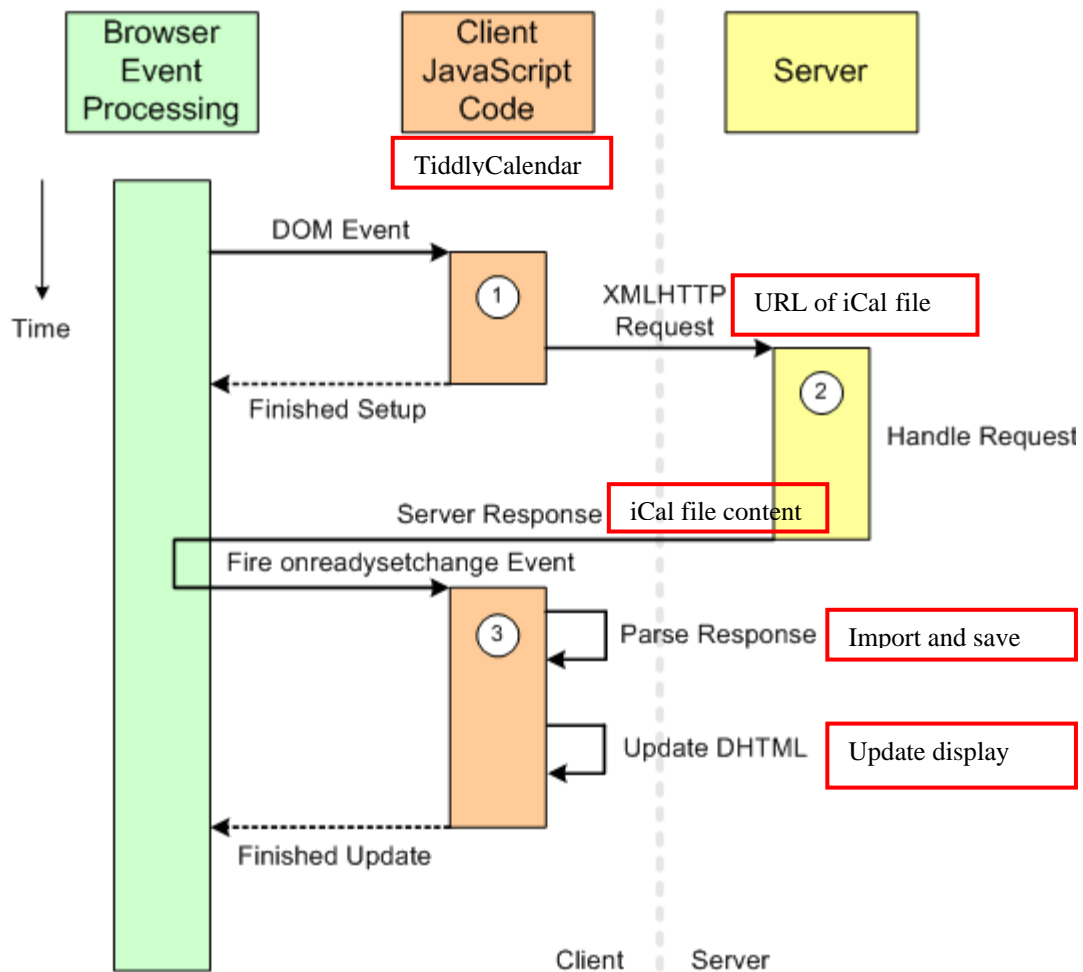 Browser
Event
Processing
Client
JavaScript
Code
Server
TiddlyCalendar
DOM Event
1
XMLHTTP
Request
URL of iCal file
Time
2
Finished Setup
Handle Request
Server Response
iCal file content
Fire onreadysetchange Event
3
Parse Response
Import and save
Update DHTML
Update display
Finished Update
Client
Server